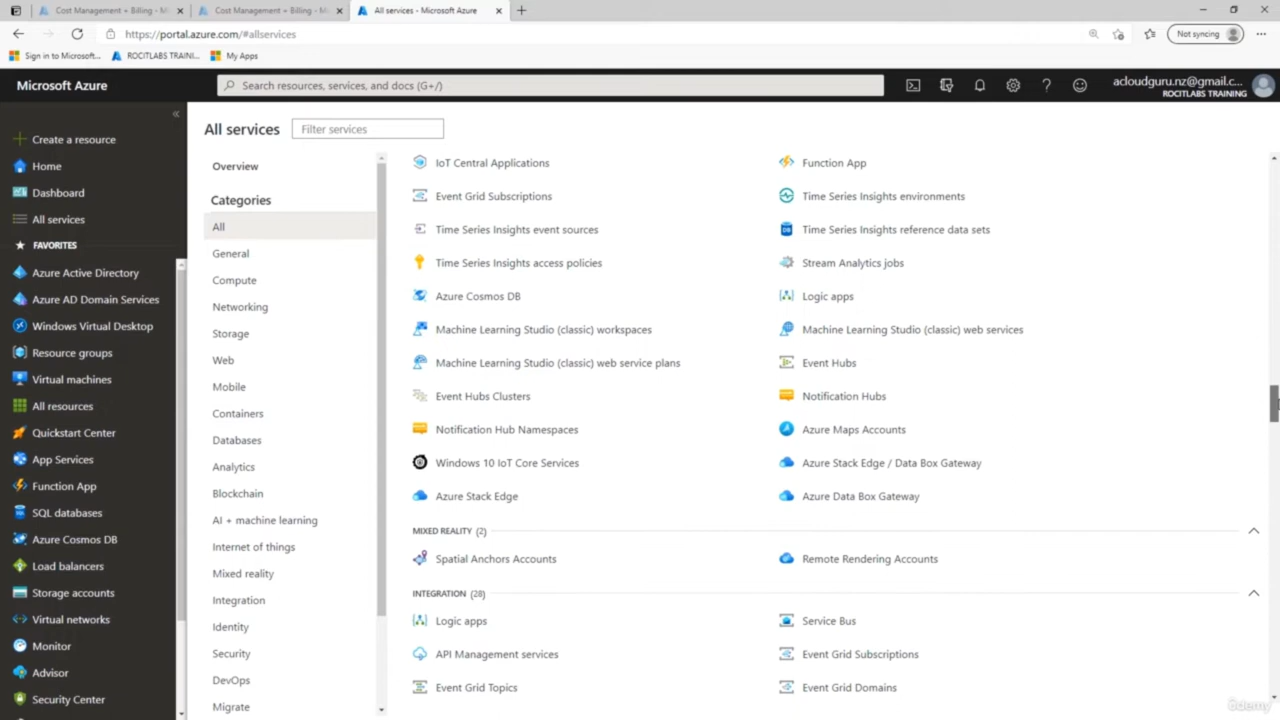 Cost Management + Billing - Mi
Cost Management + Billing - Mi
All services - Microsoft Azure
https://portal.azure.com/#allservices
Not syncing
Sign in to Microsoft...
ROCITLABS TRAINI...
My Apps
Microsoft Azure
Search resources, services, and docs (G+/)
acloudguru.nz@gmail.c...
ROCITLABS TRAINING
Create a resource
Home
Dashboard
All services
FAVORITES
Azure Active Directory
Azure AD Domain Services
Windows Virtual Desktop
Resource groups
Virtual machines
All resources
Quickstart Center
App Services
Function App
SQL databases
Azure Cosmos DB
Load balancers
Storage accounts
Virtual networks
Monitor
Advisor
Security Center
All services
Filter services
Overview
Categories
All
General
Compute
Networking
Storage
Web
Mobile
Containers
Databases
Analytics
Blockchain
AI + machine learning
Internet of things
Mixed reality
Integration
Identity
Security
DevOps
Migrate
IoT Central Applications
Function App
Event Grid Subscriptions
Time Series Insights environments
Time Series Insights event sources
Time Series Insights reference data sets
Time Series Insights access policies
Stream Analytics jobs
Azure Cosmos DB
Logic apps
Machine Learning Studio (classic) workspaces
Machine Learning Studio (classic) web services
Machine Learning Studio (classic) web service plans
Event Hubs
Event Hubs Clusters
Notification Hubs
Notification Hub Namespaces
Azure Maps Accounts
Windows 10 IoT Core Services
Azure Stack Edge / Data Box Gateway
Azure Stack Edge
Azure Data Box Gateway
MIXED REALITY (2)
Spatial Anchors Accounts
Remote Rendering Accounts
INTEGRATION (28)
Logic apps
Service Bus
API Management services
Event Grid Subscriptions
Event Grid Topics
Event Grid Domains
Udemy